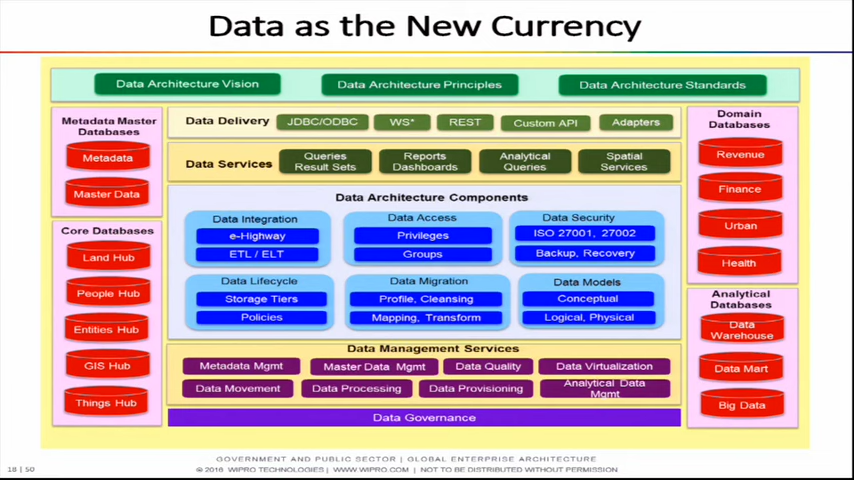 Data as the New Currency
Data Architecture Vision
Data Architecture Principles
Data Architecture Standards
Metadata Master
Databases
Metadata
Master Data
Core Databases
Land Hub
People Hub
Entities Hub
GIS Hub
Things Hub
Data Delivery
JDBC/ODBC
WS*
REST
Custom API
Adapters
Data Services
Queries
Result Sets
Reports
Dashboards
Analytical
Queries
Spatial
Services
Data Architecture Components
Data Integration
e-Highway
ETL / ELT
Data Access
Privileges
Groups
Data Security
ISO 27001, 27002
Backup, Recovery
Data Lifecycle
Storage Tiers
Policies
Data Migration
Profile, Cleansing
Mapping, Transform
Data Models
Conceptual
Logical, Physical
Data Management Services
Metadata Mgmt
Master Data Mgmt
Data Quality
Data Virtualization
Data Movement
Data Processing
Data Provisioning
Analytical Data
Mgmt
Data Governance
Domain
Databases
Revenue
Finance
Urban
Health
Analytical
Databases
Data
Warehouse
Data Mart
Big Data
GOVERNMENT AND PUBLIC SECTOR | GLOBAL ENTERPRISE ARCHITECTURE
18 | 50
© 2016 WIPRO TECHNOLOGIES | WWW.WIPRO.COM | NOT TO BE DISTRIBUTED WITHOUT PERMISSION